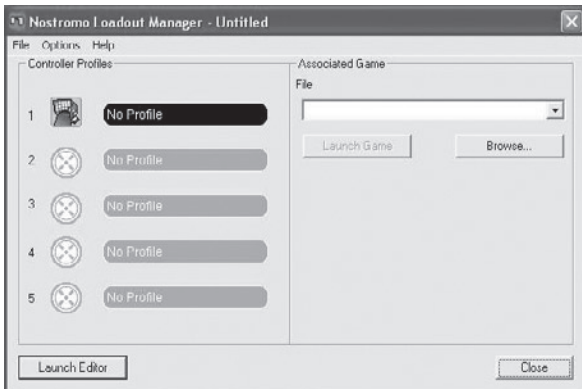 Nostromo Loadout Manager - Untitled
File Options Help
Controller Profiles
1 No Profile
2 No Profile
3 No Profile
4 No Profile
5 No Profile
Associated Game
File
Launch Game Browse...
Launch Editor Close